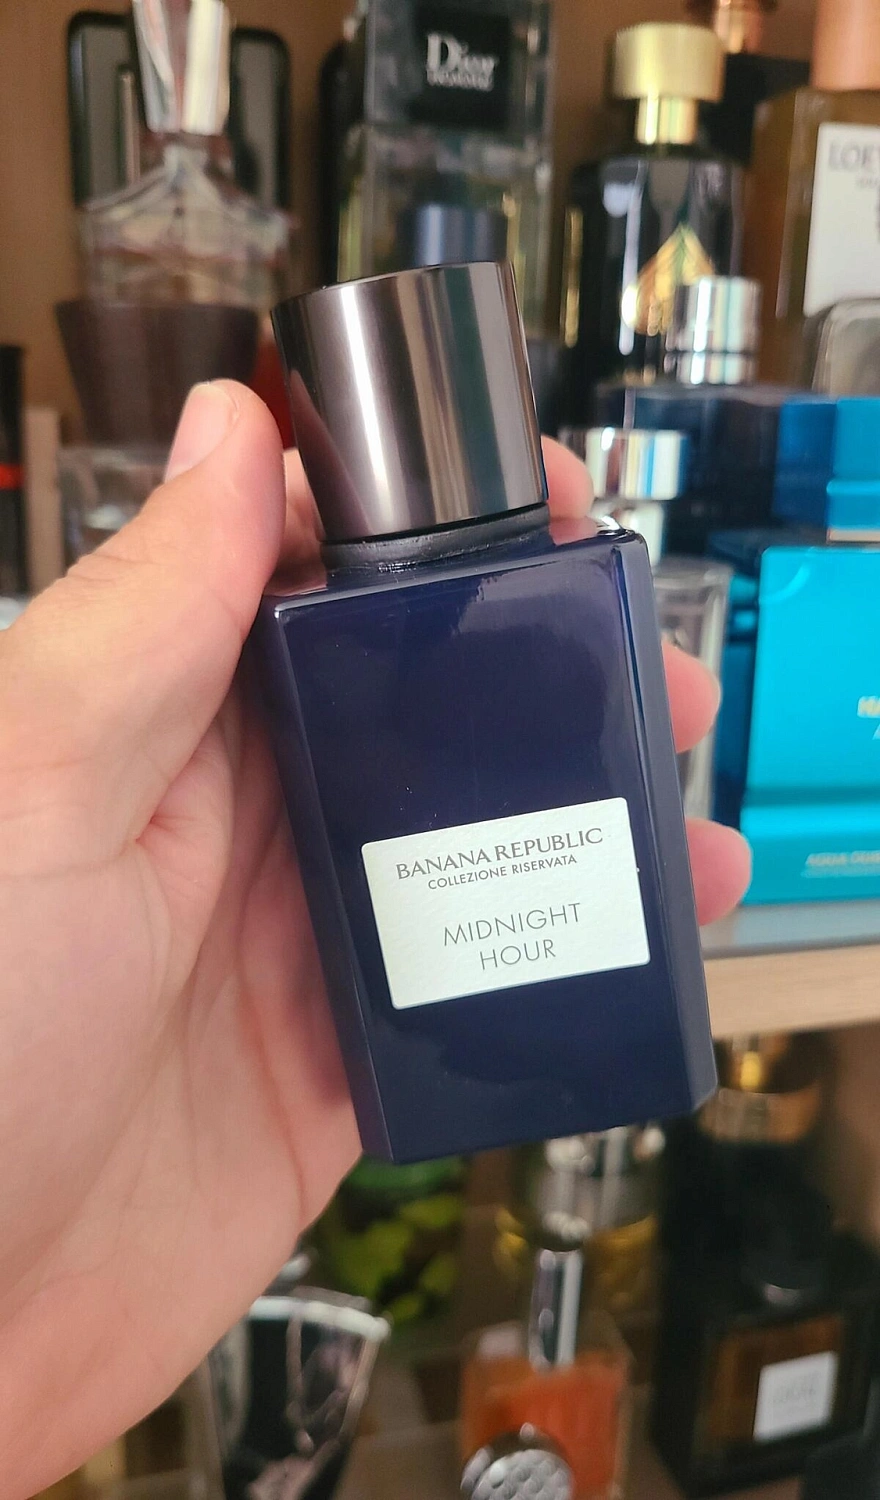 Dior
BANANA REPUBLIC
COLLEZIONE RISERVATA
MIDNIGHT
HOUR